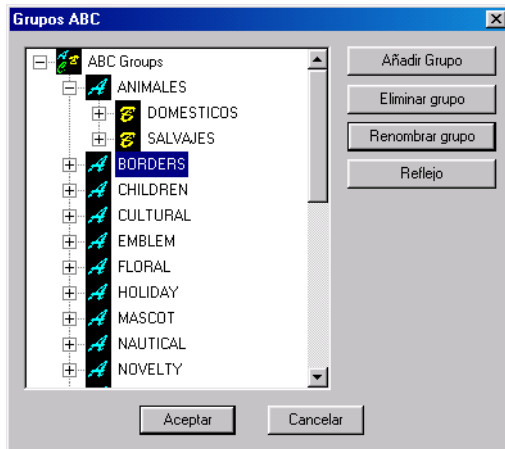 Grupos ABC
ABC Groups
ANIMALES
DOMESTICOS
SALVAJES
BORDERS
CHILDREN
CULTURAL
EMBLEM
FLORAL
HOLIDAY
MASCOT
NAUTICAL
NOVELTY
Añadir Grupo
Eliminar grupo
Renombrar grupo
Reflejo
Aceptar
Cancelar